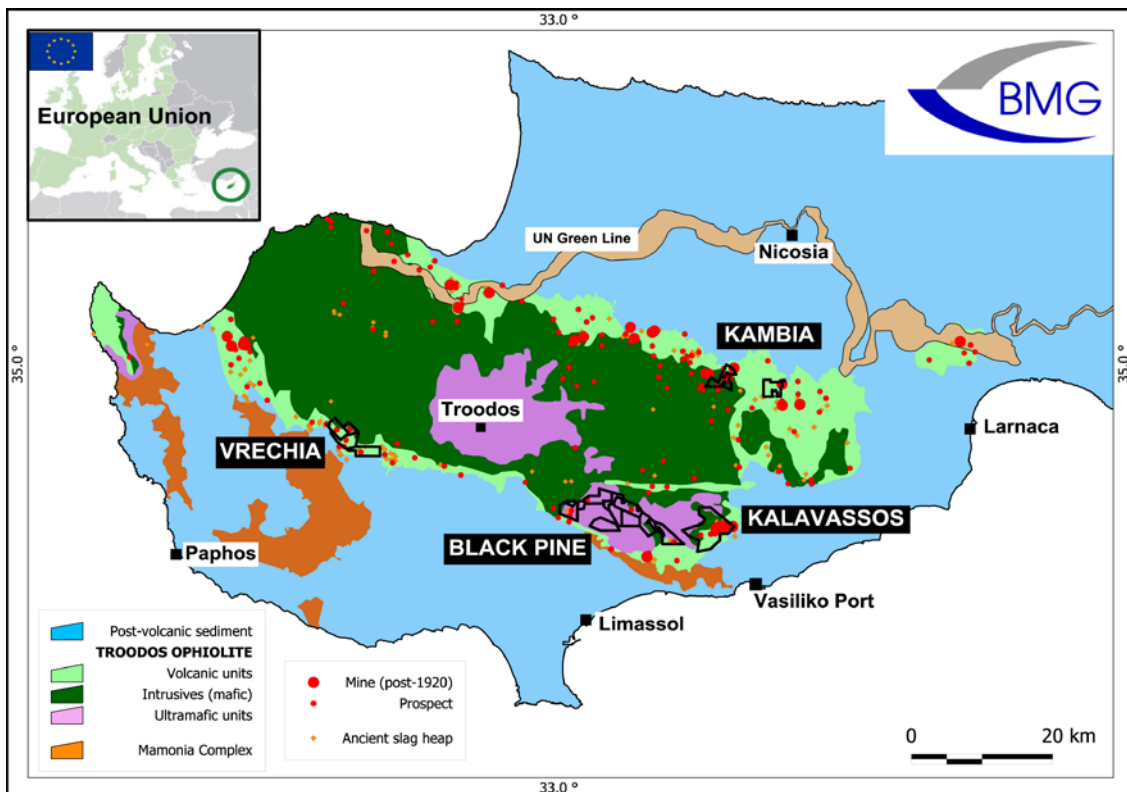 33.0 °
European Union
BMG
UN Green Line
Nicosia
KAMBIA
35.0 °
35.0 °
Troodos
Larnaca
VRECHIA
KALAVASSOS
BLACK PINE
Paphos
Vasiliko Port
Limassol
Post-volcanic sediment
TROODOS OPHIOLITE
Volcanic units
Intrusives (mafic)
Ultramafic units
Mamonia Complex
Mine (post-1920)
Prospect
Ancient slag heap
0 20 km
33.0 °